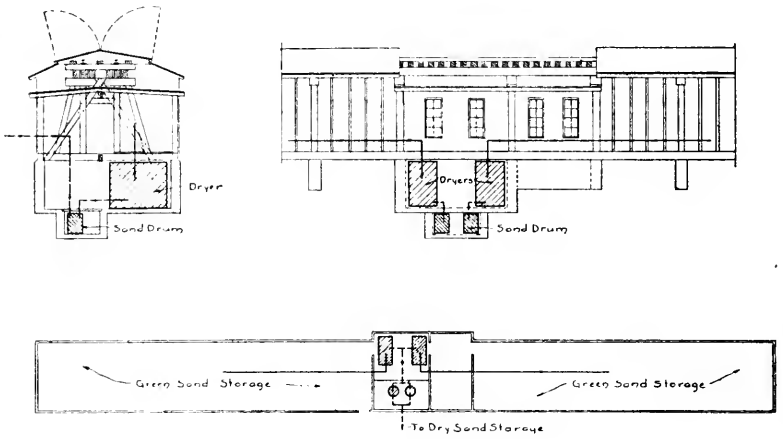 Dryer
Sand Drum
Dryers
Sand Drum
Green Sand Storage
Green Sand Storage
To Dry Sand Storage